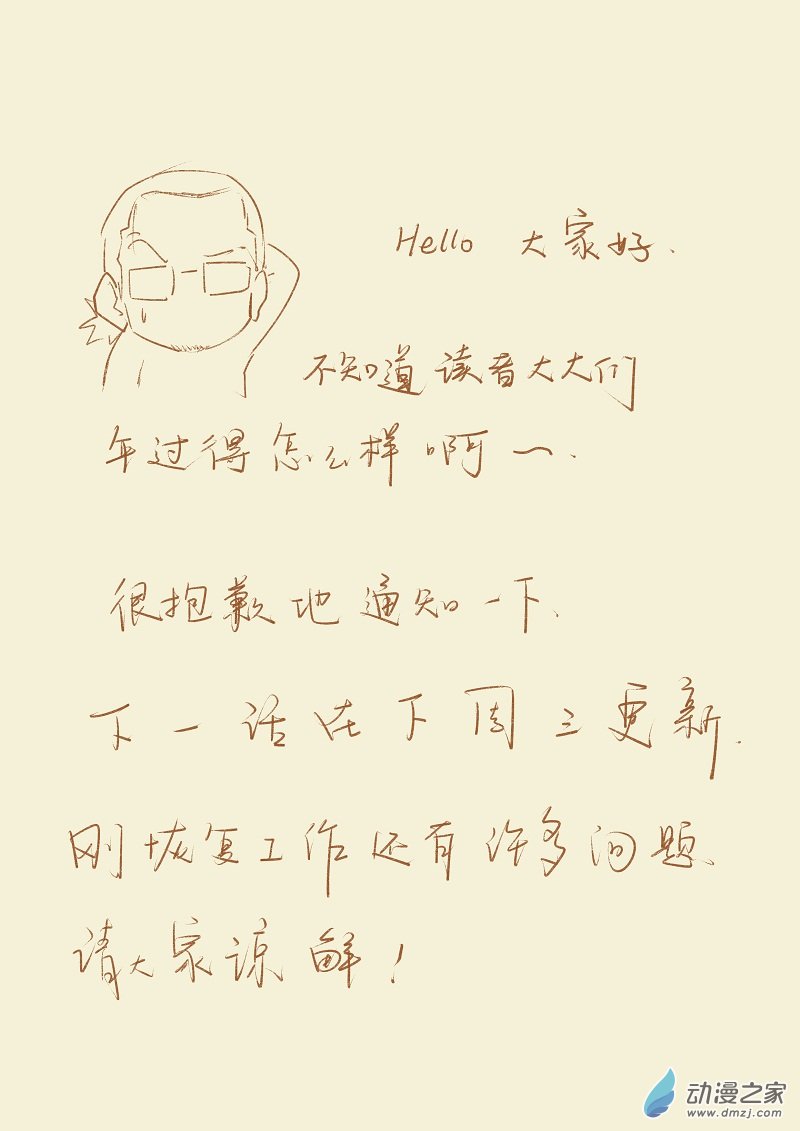 Hello 大家好.
不知道读者大大们
年过得怎么样啊~.
很抱歉地通知一下.
下一话在下周三更新.
刚恢复工作还有许多问题.
请大家谅解!
动漫之家
www.dmzj.com